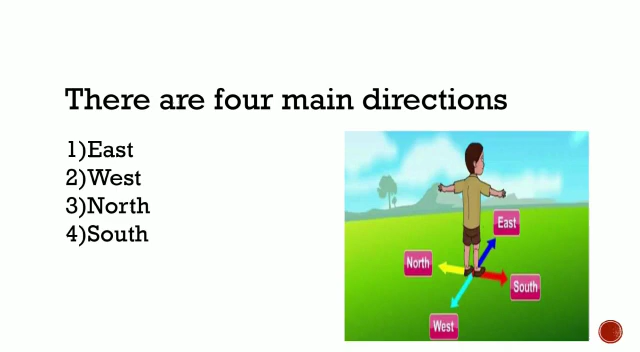 There are four main directions
1)East
2)West
3)North
4)South
East
North
South
West